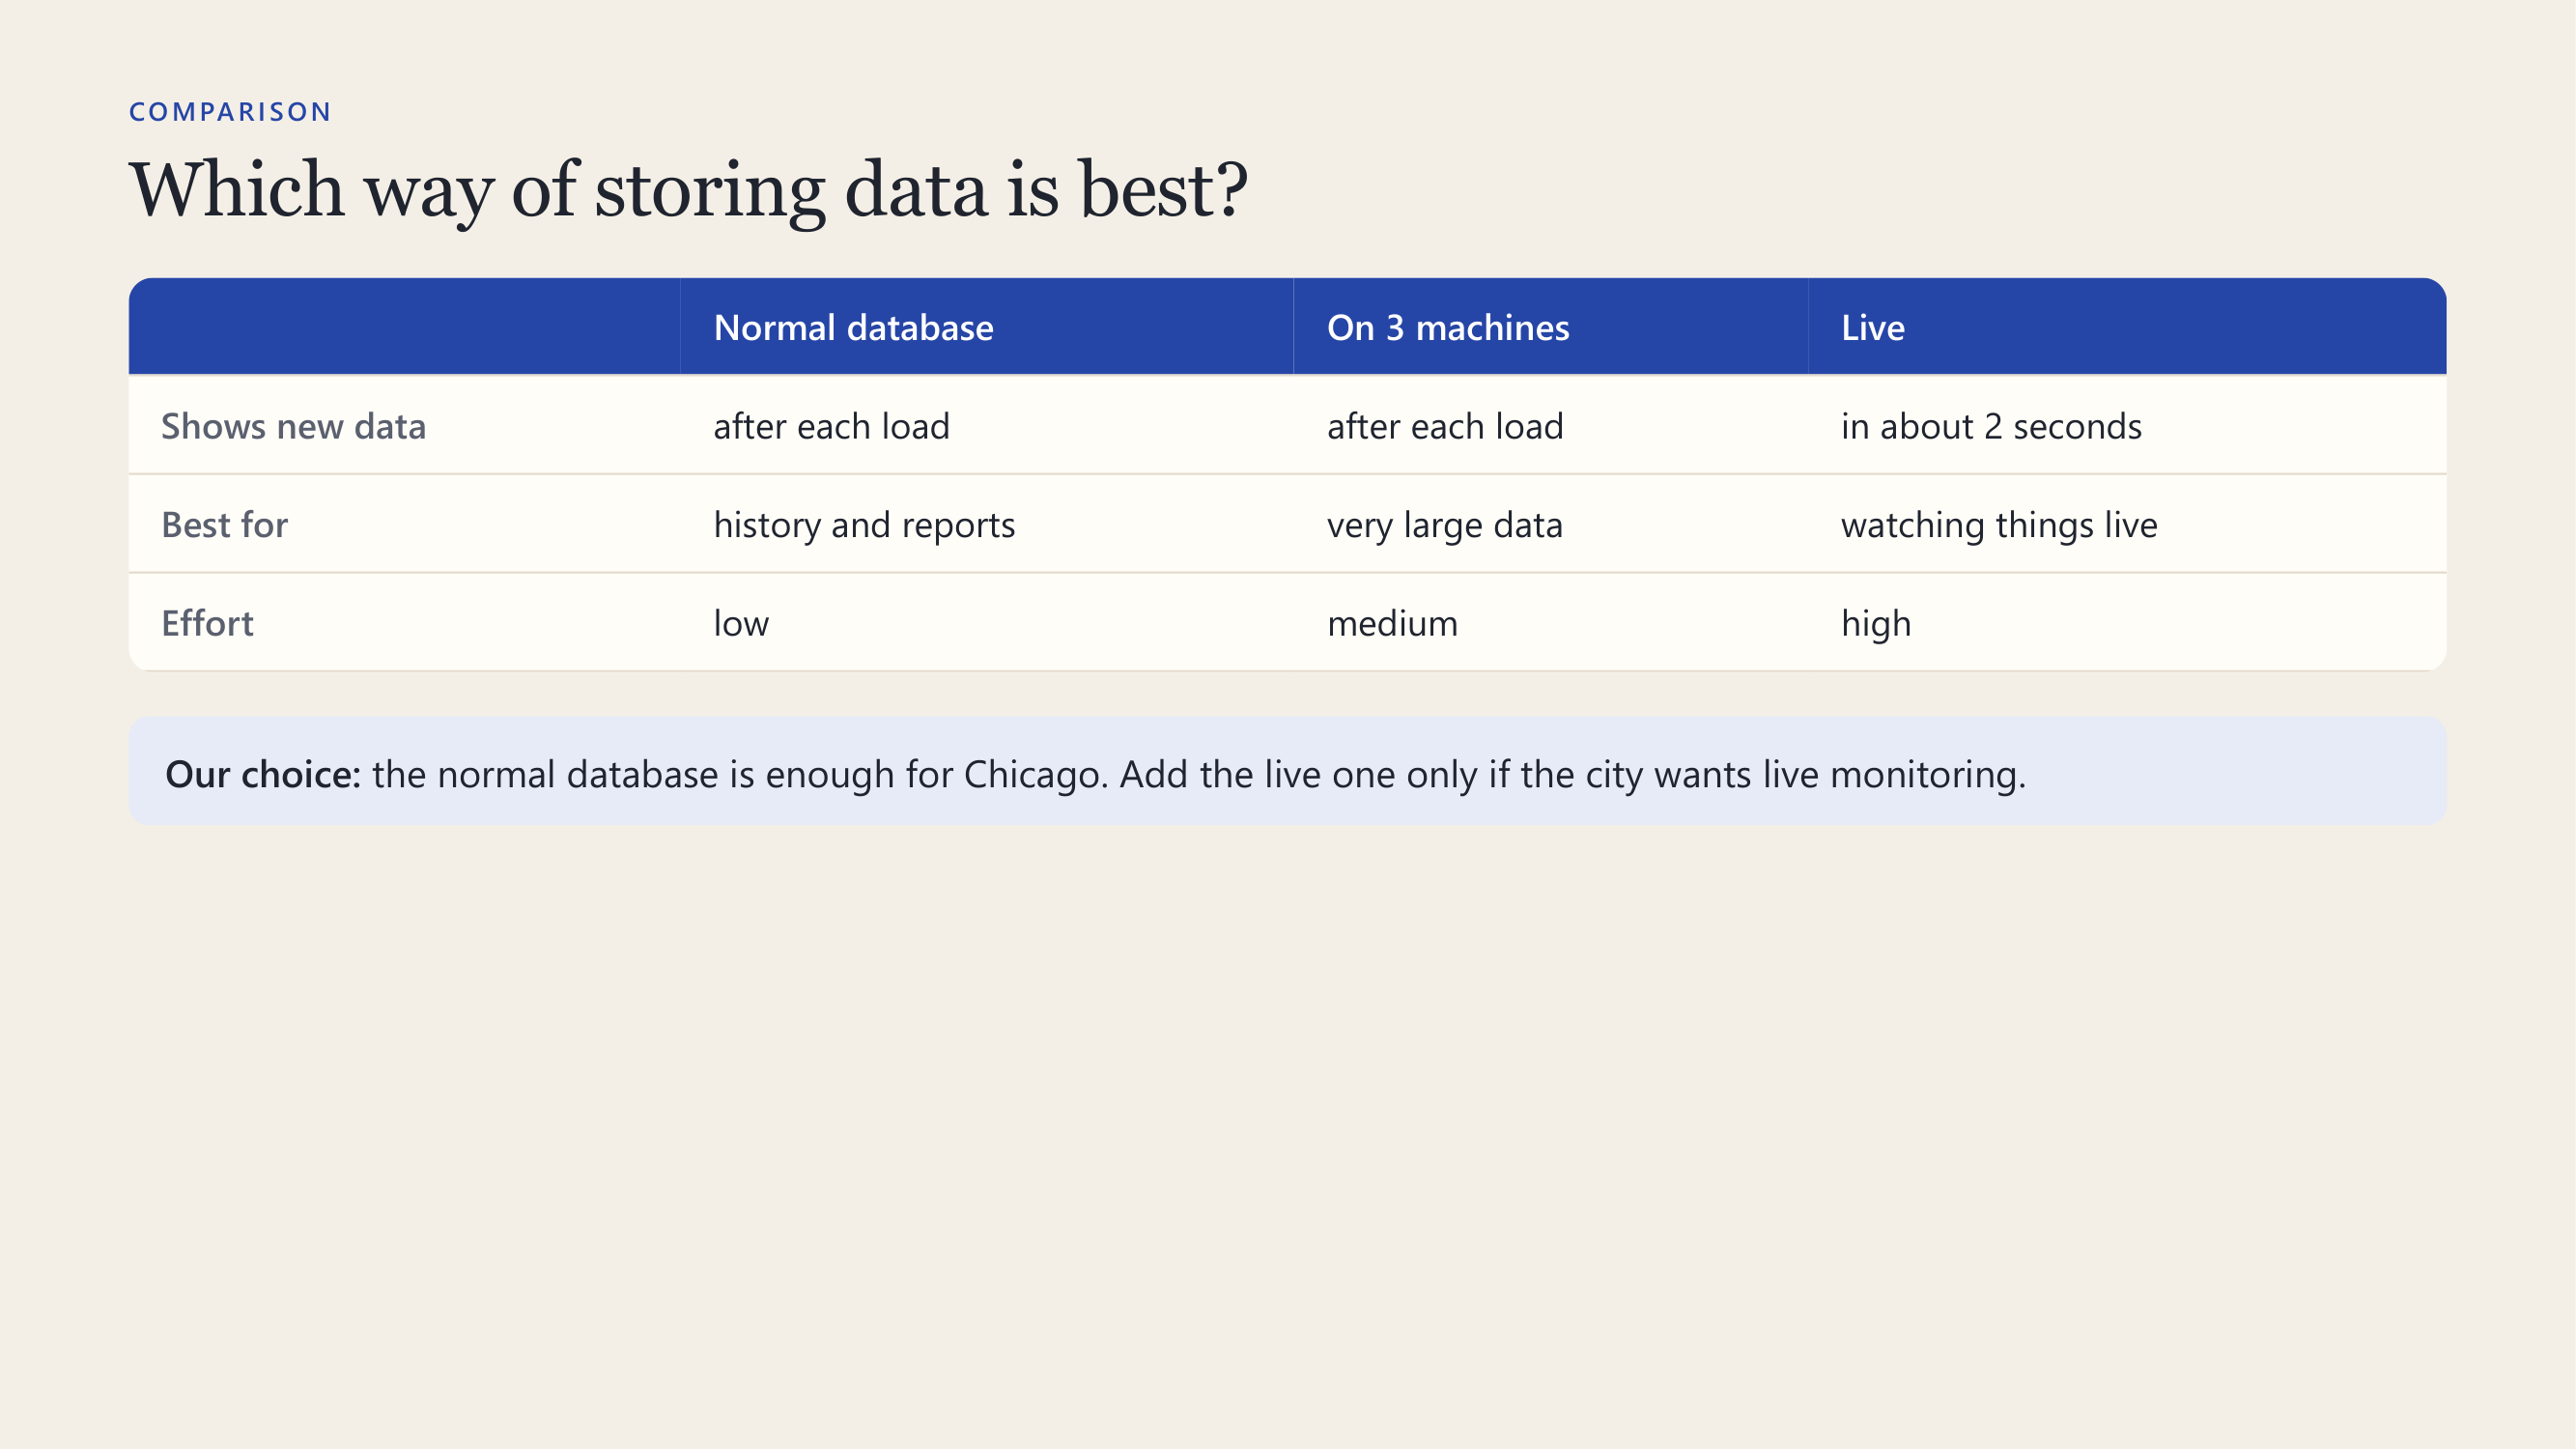 COMPARISON
Which way of storing data is best?
Normal database On 3 machines Live
Shows new data after each load after each load in about 2 seconds
Best for history and reports very large data watching things live
Effort low medium high
Our choice: the normal database is enough for Chicago. Add the live one only if the city wants live monitoring.